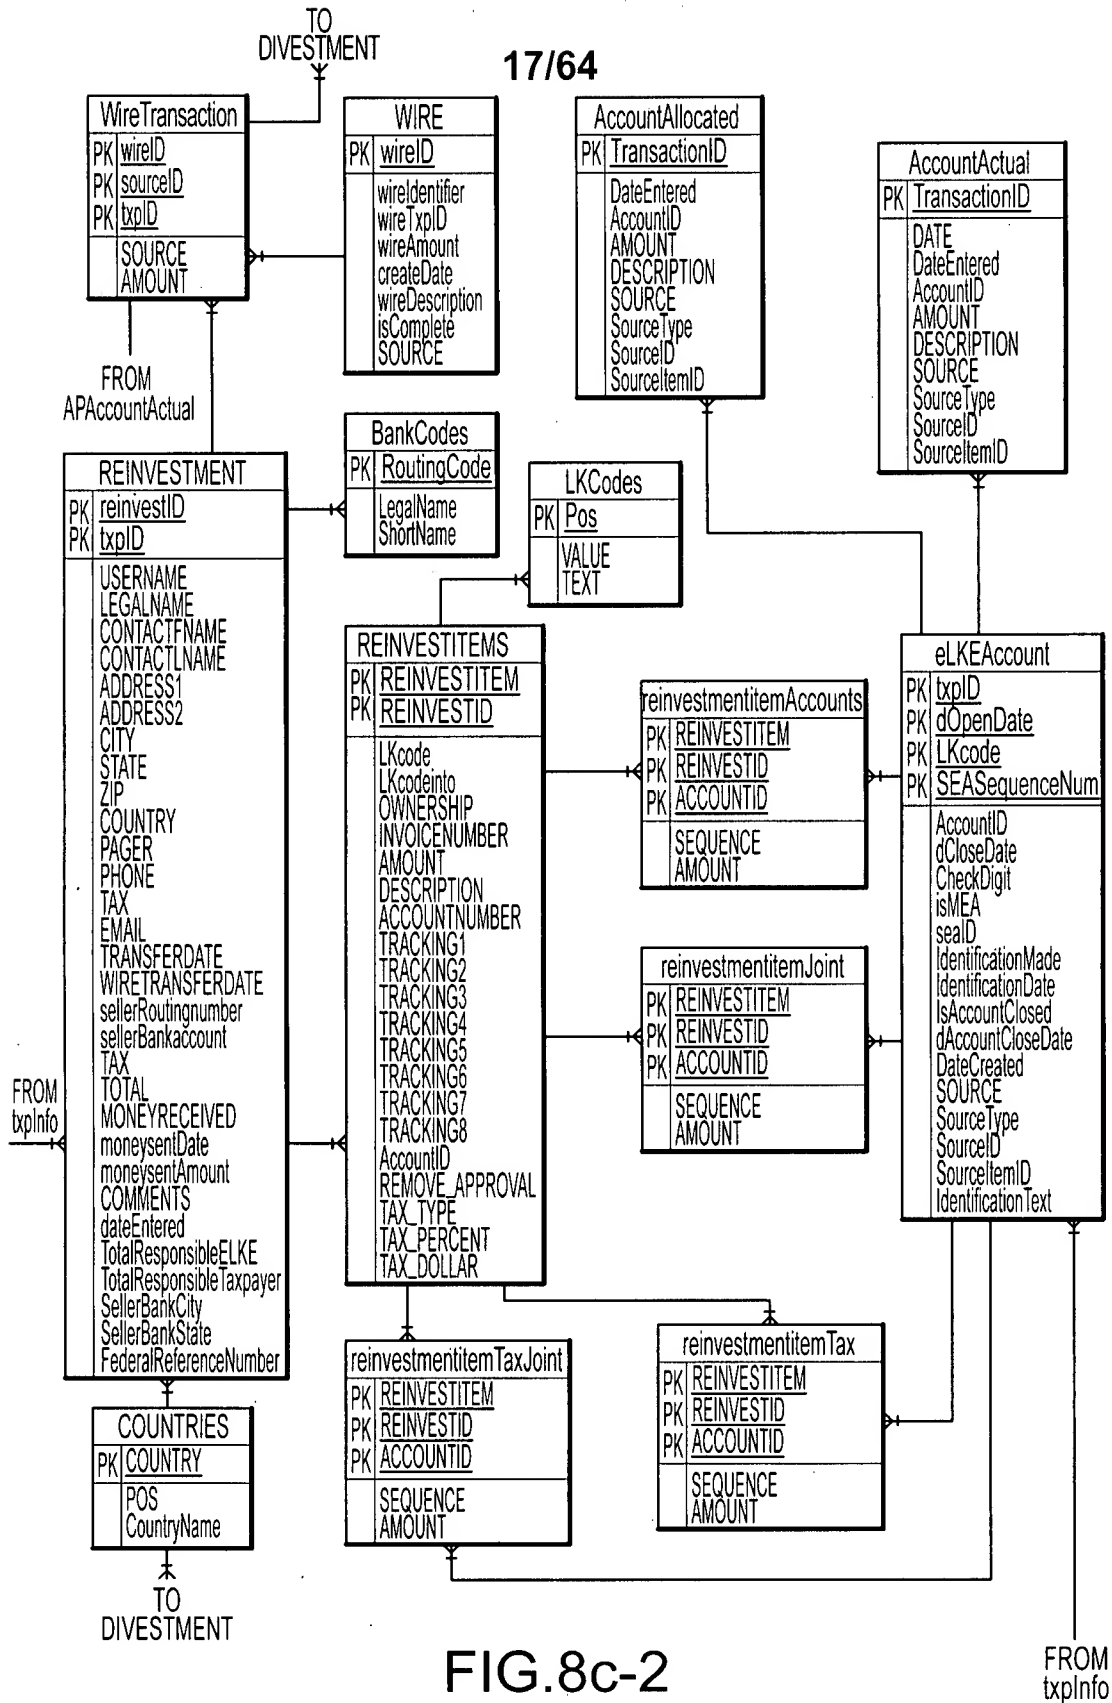 TO
DIVESTMENT
17/64
WireTransaction
PK wireID
PK sourceID
PK txpID
SOURCE
AMOUNT
FROM
APAccountActual
WIRE
PK wireID
wireIdentifier
wireTxpID
wireAmount
createDate
wireDescription
isComplete
SOURCE
AccountAllocated
PK TransactionID
DateEntered
AccountID
AMOUNT
DESCRIPTION
SOURCE
SourceType
SourceID
SourceItemID
AccountActual
PK TransactionID
DATE
DateEntered
AccountID
AMOUNT
DESCRIPTION
SOURCE
SourceType
SourceID
SourceItemID
BankCodes
PK RoutingCode
LegalName
ShortName
LKCodes
PK Pos
VALUE
TEXT
REINVESTMENT
PK reinvestID
PK txpID
USERNAME
LEGALNAME
CONTACTFNAME
CONTACTLNAME
ADDRESS1
ADDRESS2
CITY
STATE
ZIP
COUNTRY
PAGER
PHONE
TAX
EMAIL
TRANSFERDATE
WIRETRANSFERDATE
sellerRoutingnumber
sellerBankaccount
TAX
TOTAL
MONEYRECEIVED
moneysentDate
moneysentAmount
COMMENTS
dateEntered
TotalResponsibleELKE
TotalResponsibleTaxpayer
SellerBankCity
SellerBankState
FederalReferenceNumber
FROM
txpInfo
REINVESTITEMS
PK REINVESTITEM
PK REINVESTID
LKcode
LKcodeinto
OWNERSHIP
INVOICENUMBER
AMOUNT
DESCRIPTION
ACCOUNTNUMBER
TRACKING1
TRACKING2
TRACKING3
TRACKING4
TRACKING5
TRACKING6
TRACKING7
TRACKING8
AccountID
REMOVE_APPROVAL
TAX_TYPE
TAX_PERCENT
TAX_DOLLAR
reinvestmentitemAccounts
PK REINVESTITEM
PK REINVESTID
PK ACCOUNTID
SEQUENCE
AMOUNT
reinvestmentitemJoint
PK REINVESTITEM
PK REINVESTID
PK ACCOUNTID
SEQUENCE
AMOUNT
eLKEAccount
PK txpID
PK dOpenDate
PK LKcode
PK SEASequenceNum
AccountID
dCloseDate
CheckDigit
isMEA
seaID
IdentificationMade
IdentificationDate
IsAccountClosed
dAccountCloseDate
DateCreated
SOURCE
SourceType
SourceID
SourceItemID
IdentificationText
COUNTRIES
PK COUNTRY
POS
CountryName
TO
DIVESTMENT
reinvestmentitemTaxJoint
PK REINVESTITEM
PK REINVESTID
PK ACCOUNTID
SEQUENCE
AMOUNT
reinvestmentitemTax
PK REINVESTITEM
PK REINVESTID
PK ACCOUNTID
SEQUENCE
AMOUNT
FROM
txpInfo
FIG.8c-2